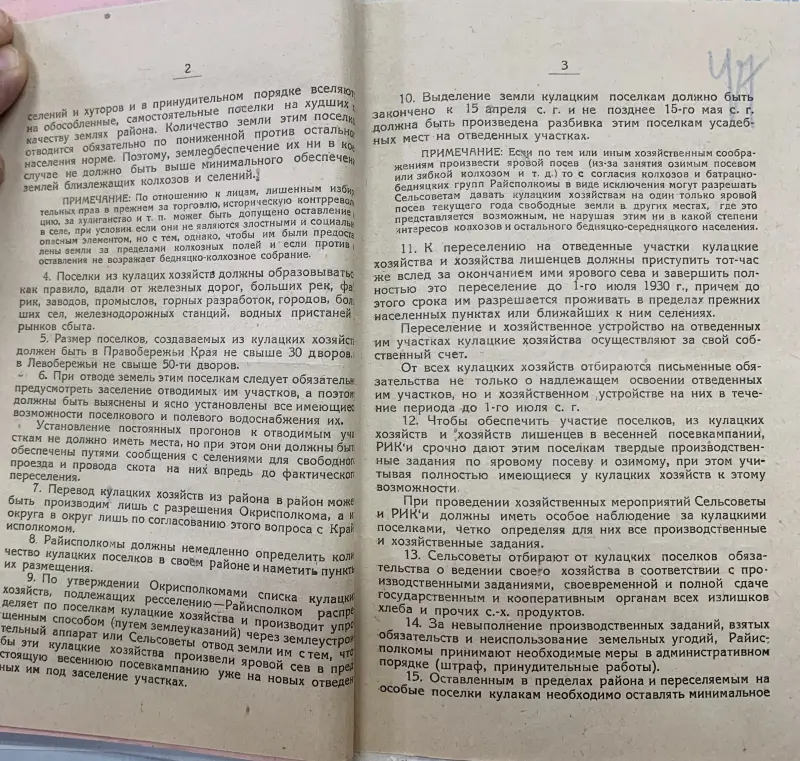 2
селений и хуторов и в принудительном порядке вселяют
на обособленные, самостоятельные поселки на худших
качеству землях района. Количество земли этим поселк
отводится обязательно по пониженной против остально
населения норме. Поэтому, землеобеспечение их ни в ко
случае не должно быть выше минимального обеспечен
землей близлежащих колхозов и селений.
ПРИМЕЧАНИЕ: По отношению к лицам, лишенным избир
тельных прав в прежнем за торговлю, историческую контррево
цию, за хулиганство и т. п. может быть допущено оставление
в селе, при условии если они не являются злостными и социаль
опасным элементом, но с тем, однако, чтобы им были предоста
лены земли за пределами колхозных полей и если против
оставления не возражает бедняцко-колхозное собрание.
4. Поселки из кулацих хозяйств должны образовыватьс
как правило, вдали от железных дорог, больших рек, фа
рик, заводов, промыслов, горных разработок, городов, бол
ших сел, железнодорожных станций. водных пристаней
рынков сбыта.
5. Размер поселков, создаваемых из кулацких хозяйст
должен быть в Правобережьи Края не свыше 30 дворов.
в Левобережьи не свыше 50-ти дворов.
6. При отводе земель этим поселкам следует обязательн
предусмотреть заселение отводимых им участков, а поэтом
должны быть выяснены и ясно установлены все имеющиес
возможности поселкового и полевого водоснабжения их.
Установление постоянных прогонов к отводимым уча
сткам не должно иметь места, но при этом они должны быт
обеспечены путями сообщения с селениями для свободног
проезда и провода скота на них впредь до фактическог
переселения.
7. Перевод кулацких хозяйств из района в район може
быть производим лишь с разрешения Окрисполкома, а и
округа в округ лишь по согласованию этого вопроса с Край
исполкомом.
8. Райисполкомы должны немедленно определить коли
чество кулацких поселков в своём районе и наметить пункт
их размещения.
9. По утверждении Окрисполкомами списка кулацки
хозяйств, подлежащих ресселению—Райисполком распре
деляет по поселкам кулацкие хозяйства и производит упро
щенным способом (путем землеуказаний) через землеустрои
тельный аппарат или Сельсоветы отвод земли им с тем, что
бы эти кулацкие хозяйства произвели яровой сев в пред
стоящую весеннюю посевкампанию уже на новых отведен
ных им под заселение участках.
3
47
10. Выделение земли кулацким поселкам должно быть
закончено к 15 апреля с. г. и не позднее 15-го мая с. г.
должна быть произведена разбивка этим поселкам усадеб-
ных мест на отведенных участках.
ПРИМЕЧАНИЕ: Если по тем или иным хозяйственным сообра-
жениям произвести яровой посев (из-за занятия озимым посевом
или зябкой колхозом и т. д.) то с согласия колхозов и батрацко-
бедняцких групп Райсполкомы в виде исключения могут разрешать
Сельсоветам давать кулацким хозяйствам на один только яровой
посев текущего года свободные земли в других местах, где это
представляется возможным, не нарушая этим ни в какой степени
интересов колхозов и остального бедняцко-середняцкого населения.
11. К переселению на отведенные участки кулацкие
хозяйства и хозяйства лишенцев должны приступить тот-час
же вслед за окончанием ими ярового сева и завершить пол-
ностью это переселение до 1-го июля 1930 г., причем до
этого срока им разрешается проживать в пределах прежних
населенных пунктах или ближайших к ним селениях.
Переселение и хозяйственное устройство на отведенных
им участках кулацкие хозяйства осуществляют за свой соб-
ственный счет.
От всех кулацких хозяйств отбираются письменные обя-
зательства не только о надлежащем освоении отведенных
им участков, но и хозяйственном устройстве на них в тече-
ние периода до 1-го июля с. г.
12. Чтобы обеспечить участие поселков, из кулацких
хозяйств и хозяйств лишенцев в весенней посевкампании,
РИК'и срочно дают этим поселкам твердые производствен-
ные задания по яровому посеву и озимому, при этом учи-
тывая полностью имеющиеся у кулацких хозяйств к этому
возможности.
При проведении хозяйственных мероприятий Сельсоветы
и РИК'и должны иметь особое наблюдение за кулацкими
поселками, четко определяя для них все производственные
и хозяйственные задания.
13. Сельсоветы отбирают от кулацких поселков обяза-
тельства о ведении своего хозяйства в соответствии с про-
изводственными заданиями, своевременной и полной сдаче
государственным и кооперативным органам всех излишков
хлеба и прочих с.-х. продуктов.
14. За невыполнение производственных заданий, взятых
обязательств и неиспользование земельных угодий, Райис-
полкомы принимают необходимые меры в административном
порядке (штраф, принудительные работы).
15. Оставленным в пределах района и переселяемым на
особые поселки кулакам необходимо оставлять минимальное